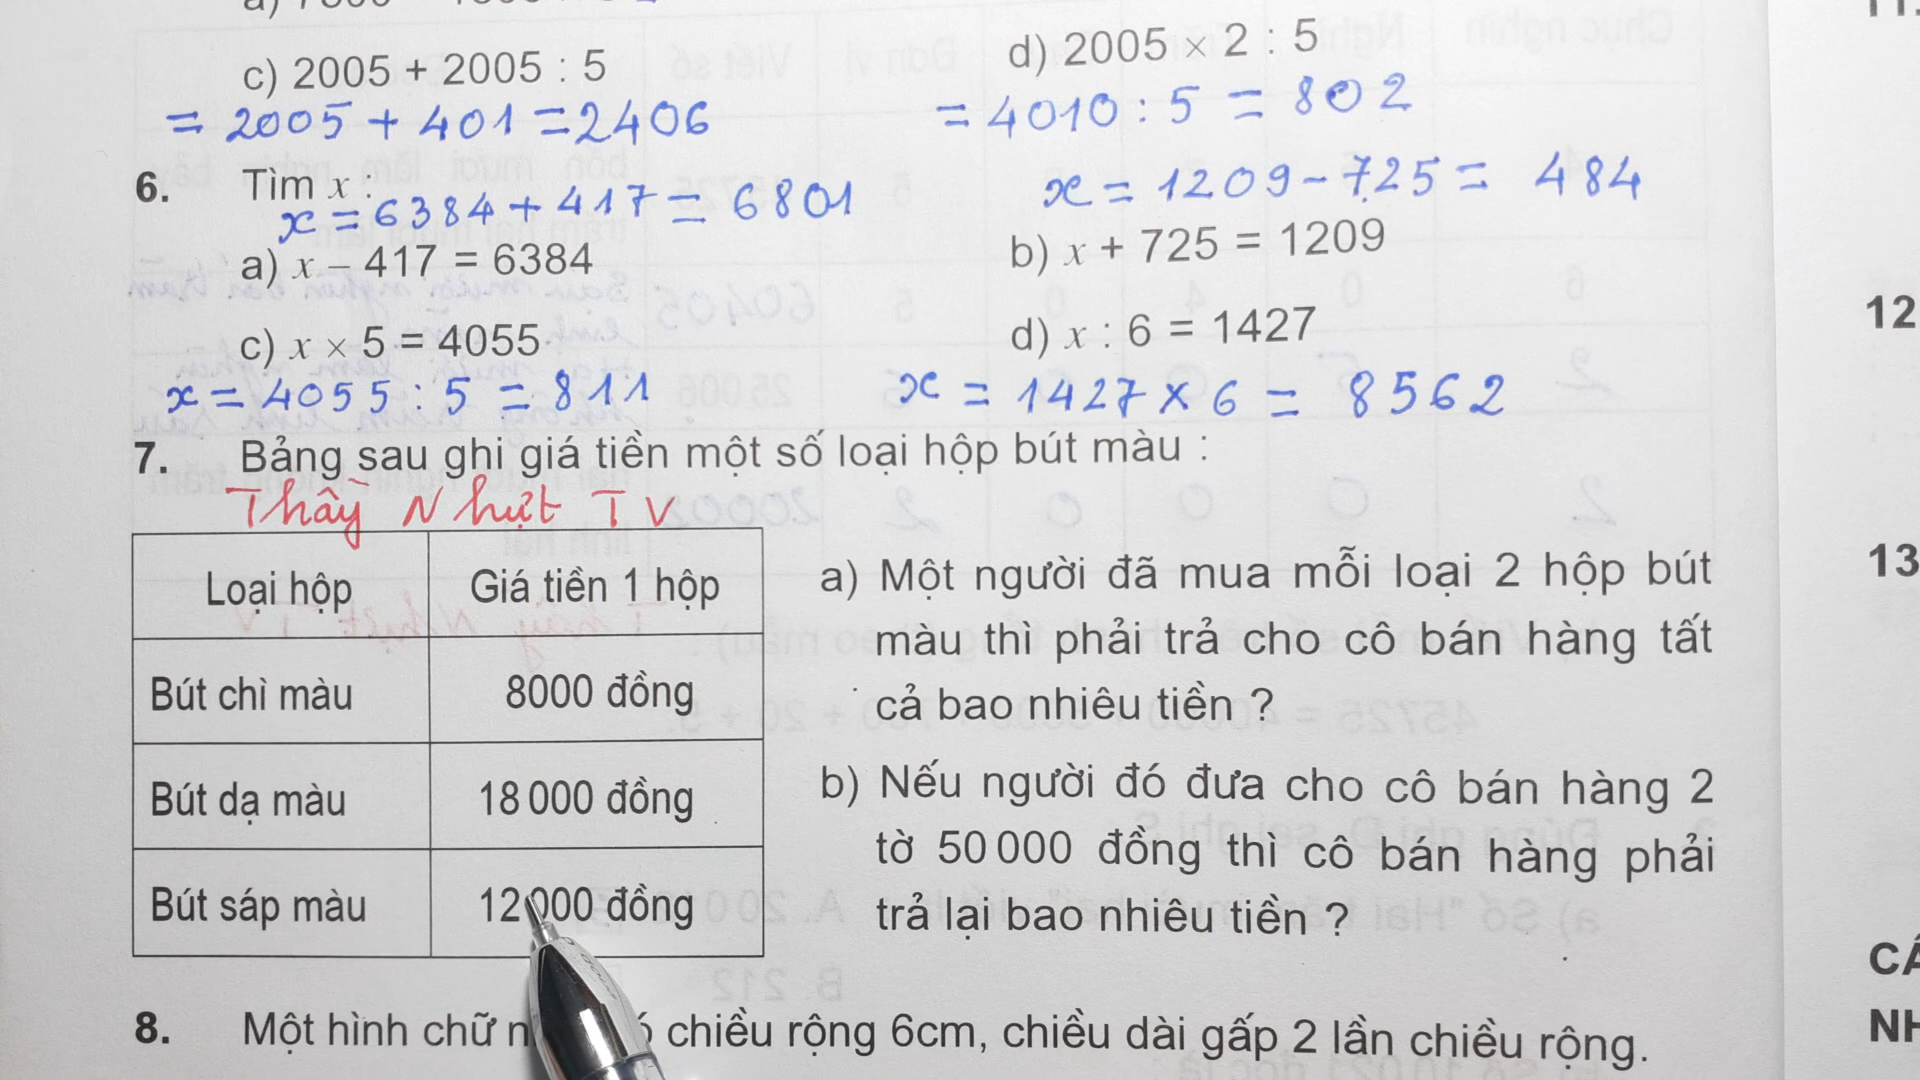 c) 2005 + 2005 : 5
d) 2005 × 2 : 5
= 2005 + 401 = 2406
= 4010 : 5 = 802
6. Tìm x :
x = 6384 + 417 = 6801
x = 1209 - 725 = 484
a) x – 417 = 6384
b) x + 725 = 1209
c) x × 5 = 4055
d) x : 6 = 1427
x = 4055 : 5 = 811
x = 1427 × 6 = 8562
7. Bảng sau ghi giá tiền một số loại hộp bút màu :
Thầy Nhựt TV
Loại hộp Giá tiền 1 hộp
Bút chì màu 8000 đồng
Bút dạ màu 18 000 đồng
Bút sáp màu 12 000 đồng
a) Một người đã mua mỗi loại 2 hộp bút
màu thì phải trả cho cô bán hàng tất
cả bao nhiêu tiền ?
b) Nếu người đó đưa cho cô bán hàng 2
tờ 50 000 đồng thì cô bán hàng phải
trả lại bao nhiêu tiền ?
8. Một hình chữ chiều rộng 6cm, chiều dài gấp 2 lần chiều rộng.
12
13